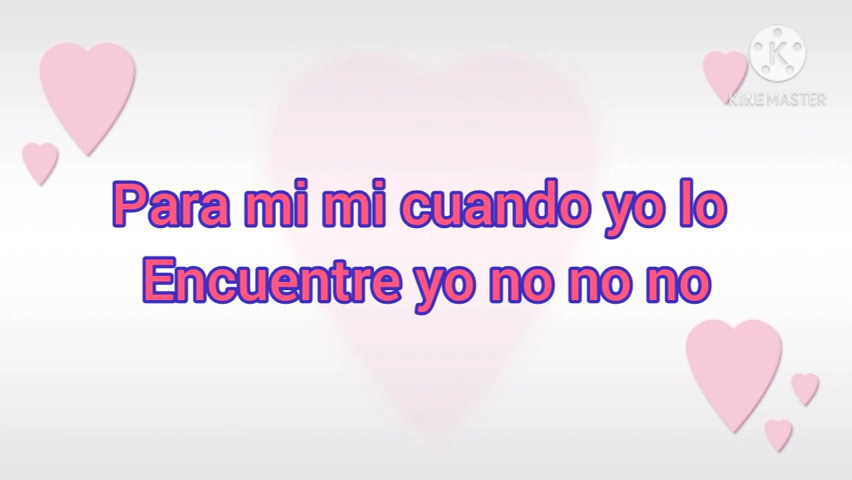 K
KINEMASTER
Para mi mi cuando yo lo
Encuentre yo no no no